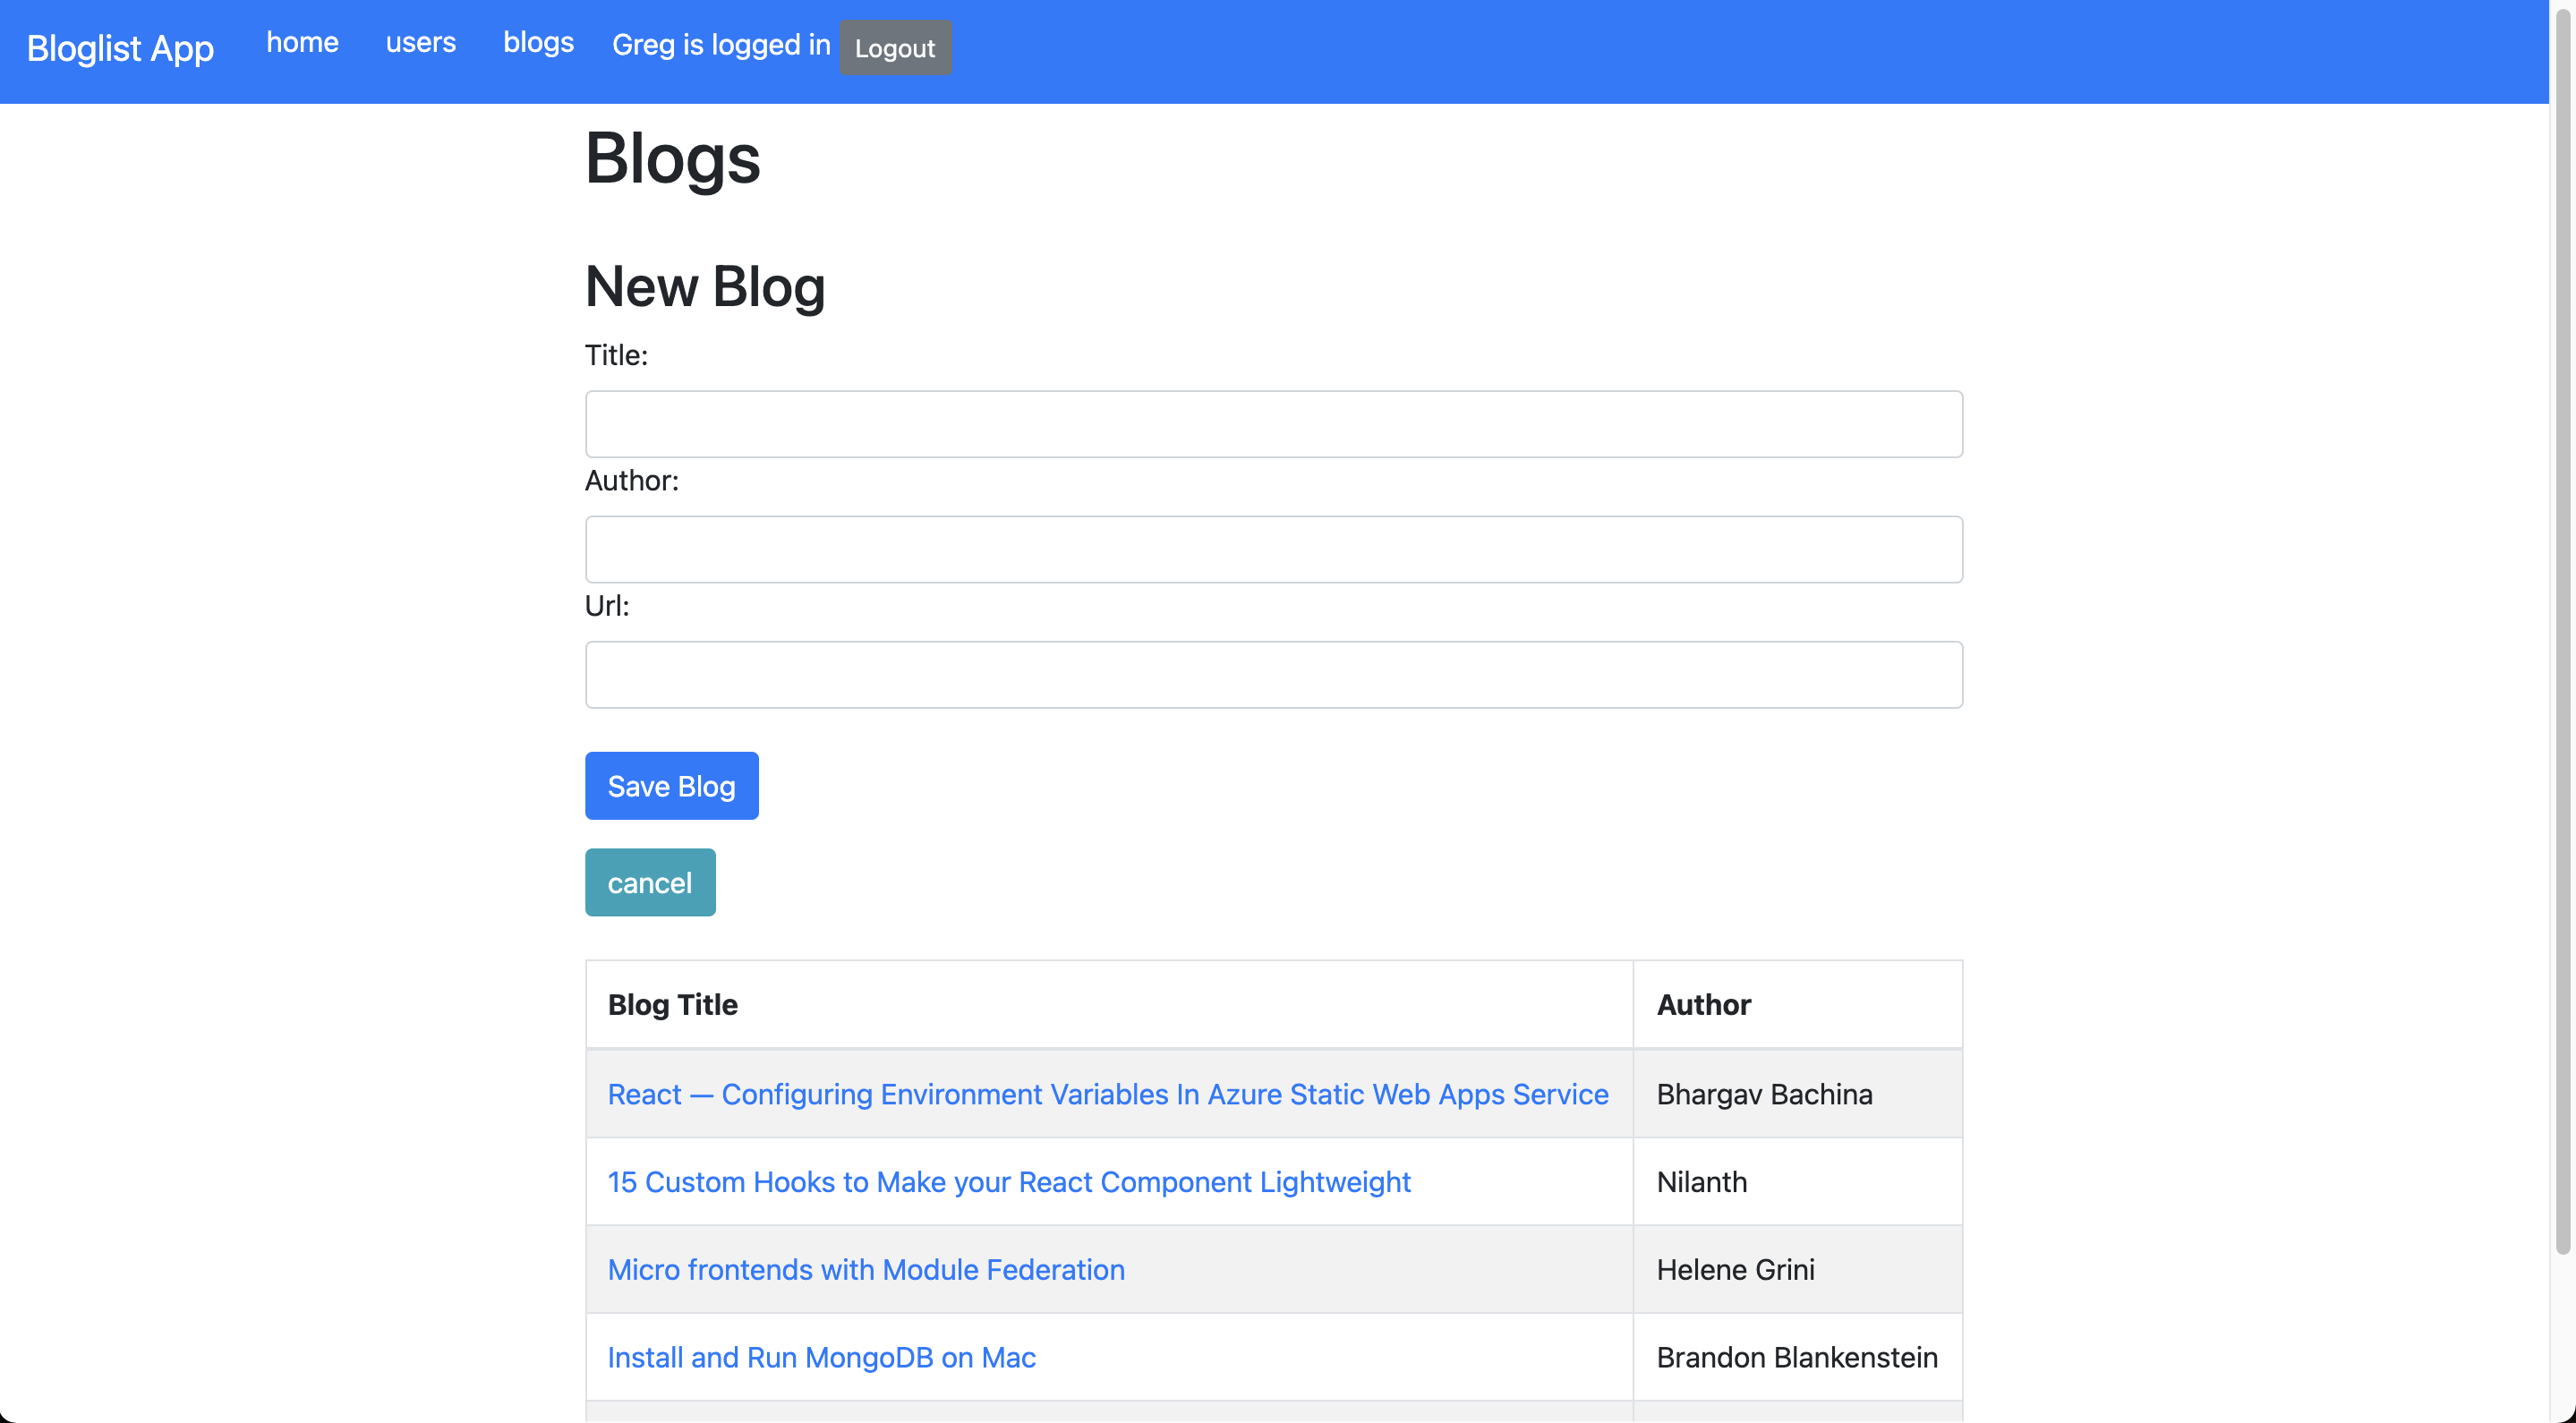 Bloglist App home users blogs Greg is logged in Logout
Blogs
New Blog
Title:
Author:
Url:
Save Blog
cancel
Blog Title Author
React — Configuring Environment Variables In Azure Static Web Apps Service Bhargav Bachina
15 Custom Hooks to Make your React Component Lightweight Nilanth
Micro frontends with Module Federation Helene Grini
Install and Run MongoDB on Mac Brandon Blankenstein